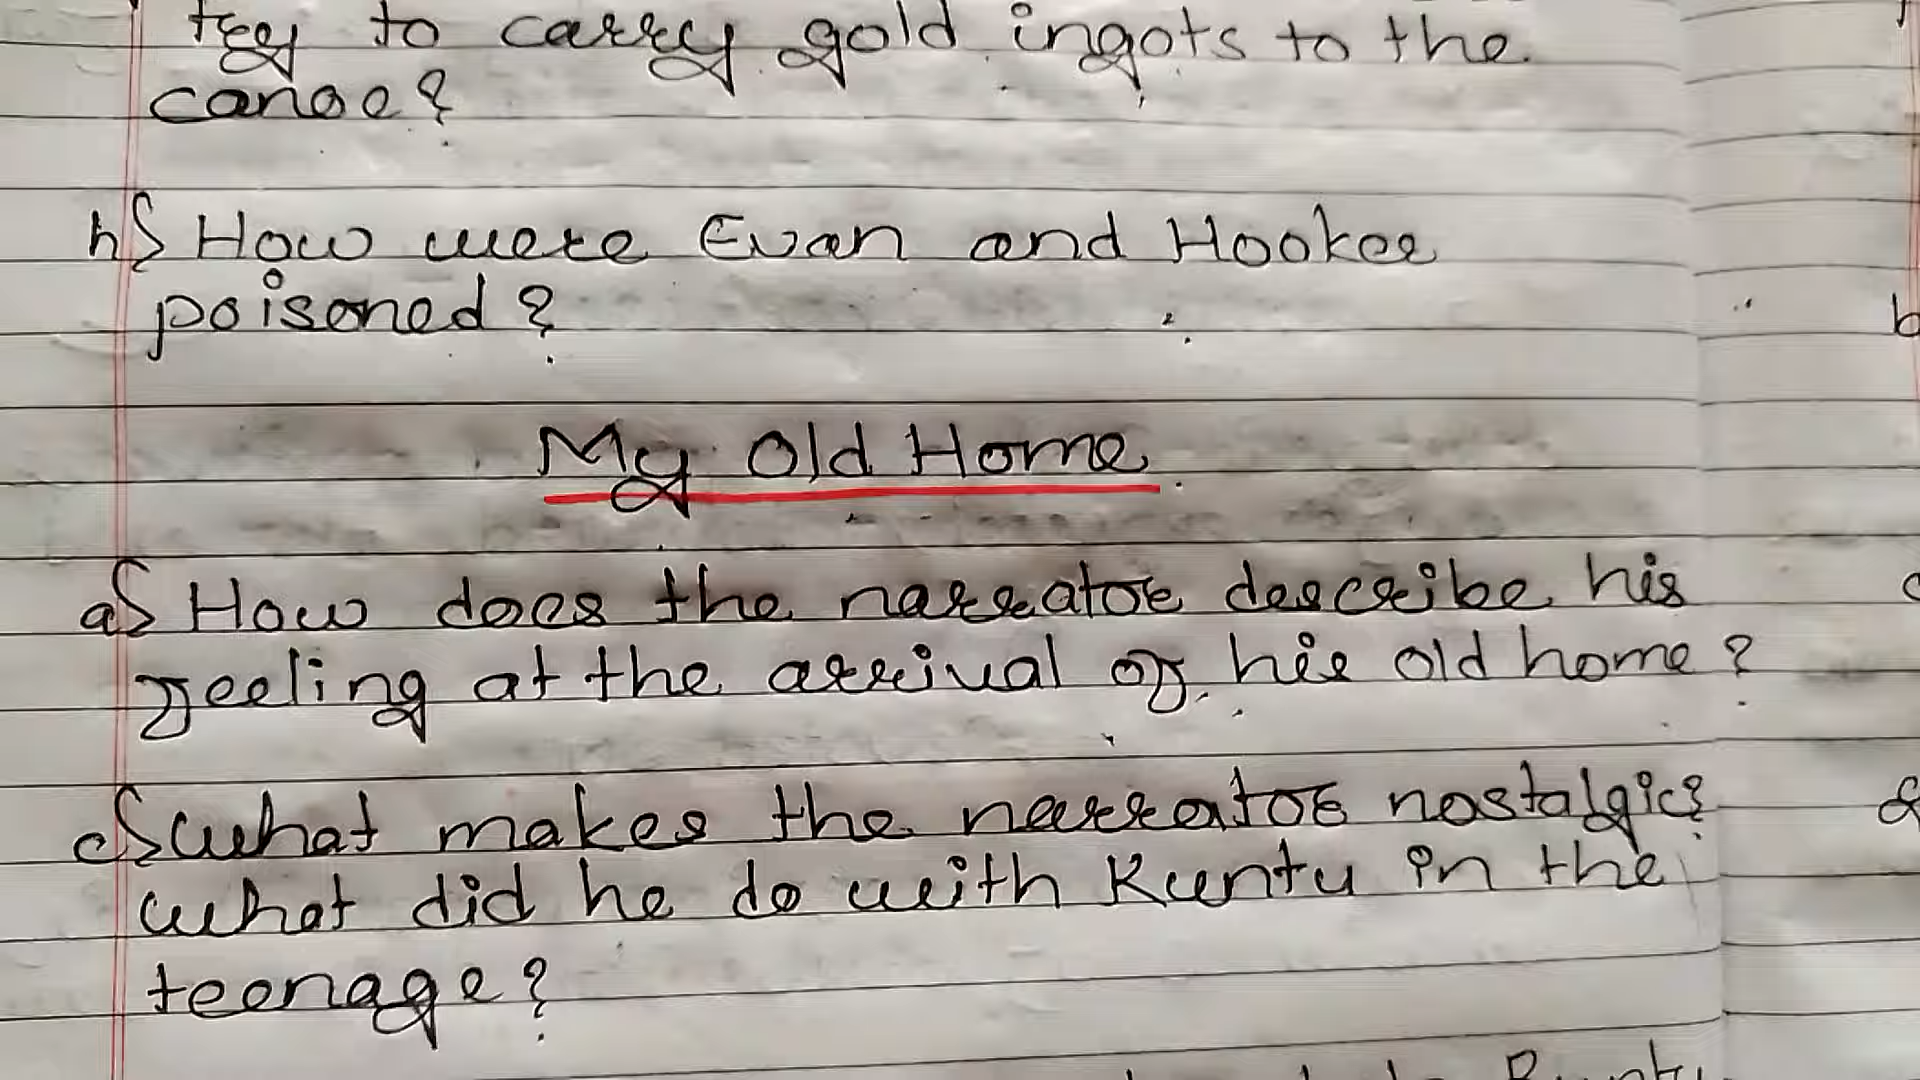 try to carry gold ingots to the
canoe?
h) How were Evan and Hooker
poisoned?
My Old Home
a) How does the narrator describe his
feeling at the arrival of his old home?
c) what makes the narrator nostalgic?
what did he do with Runtu in the
teenage?